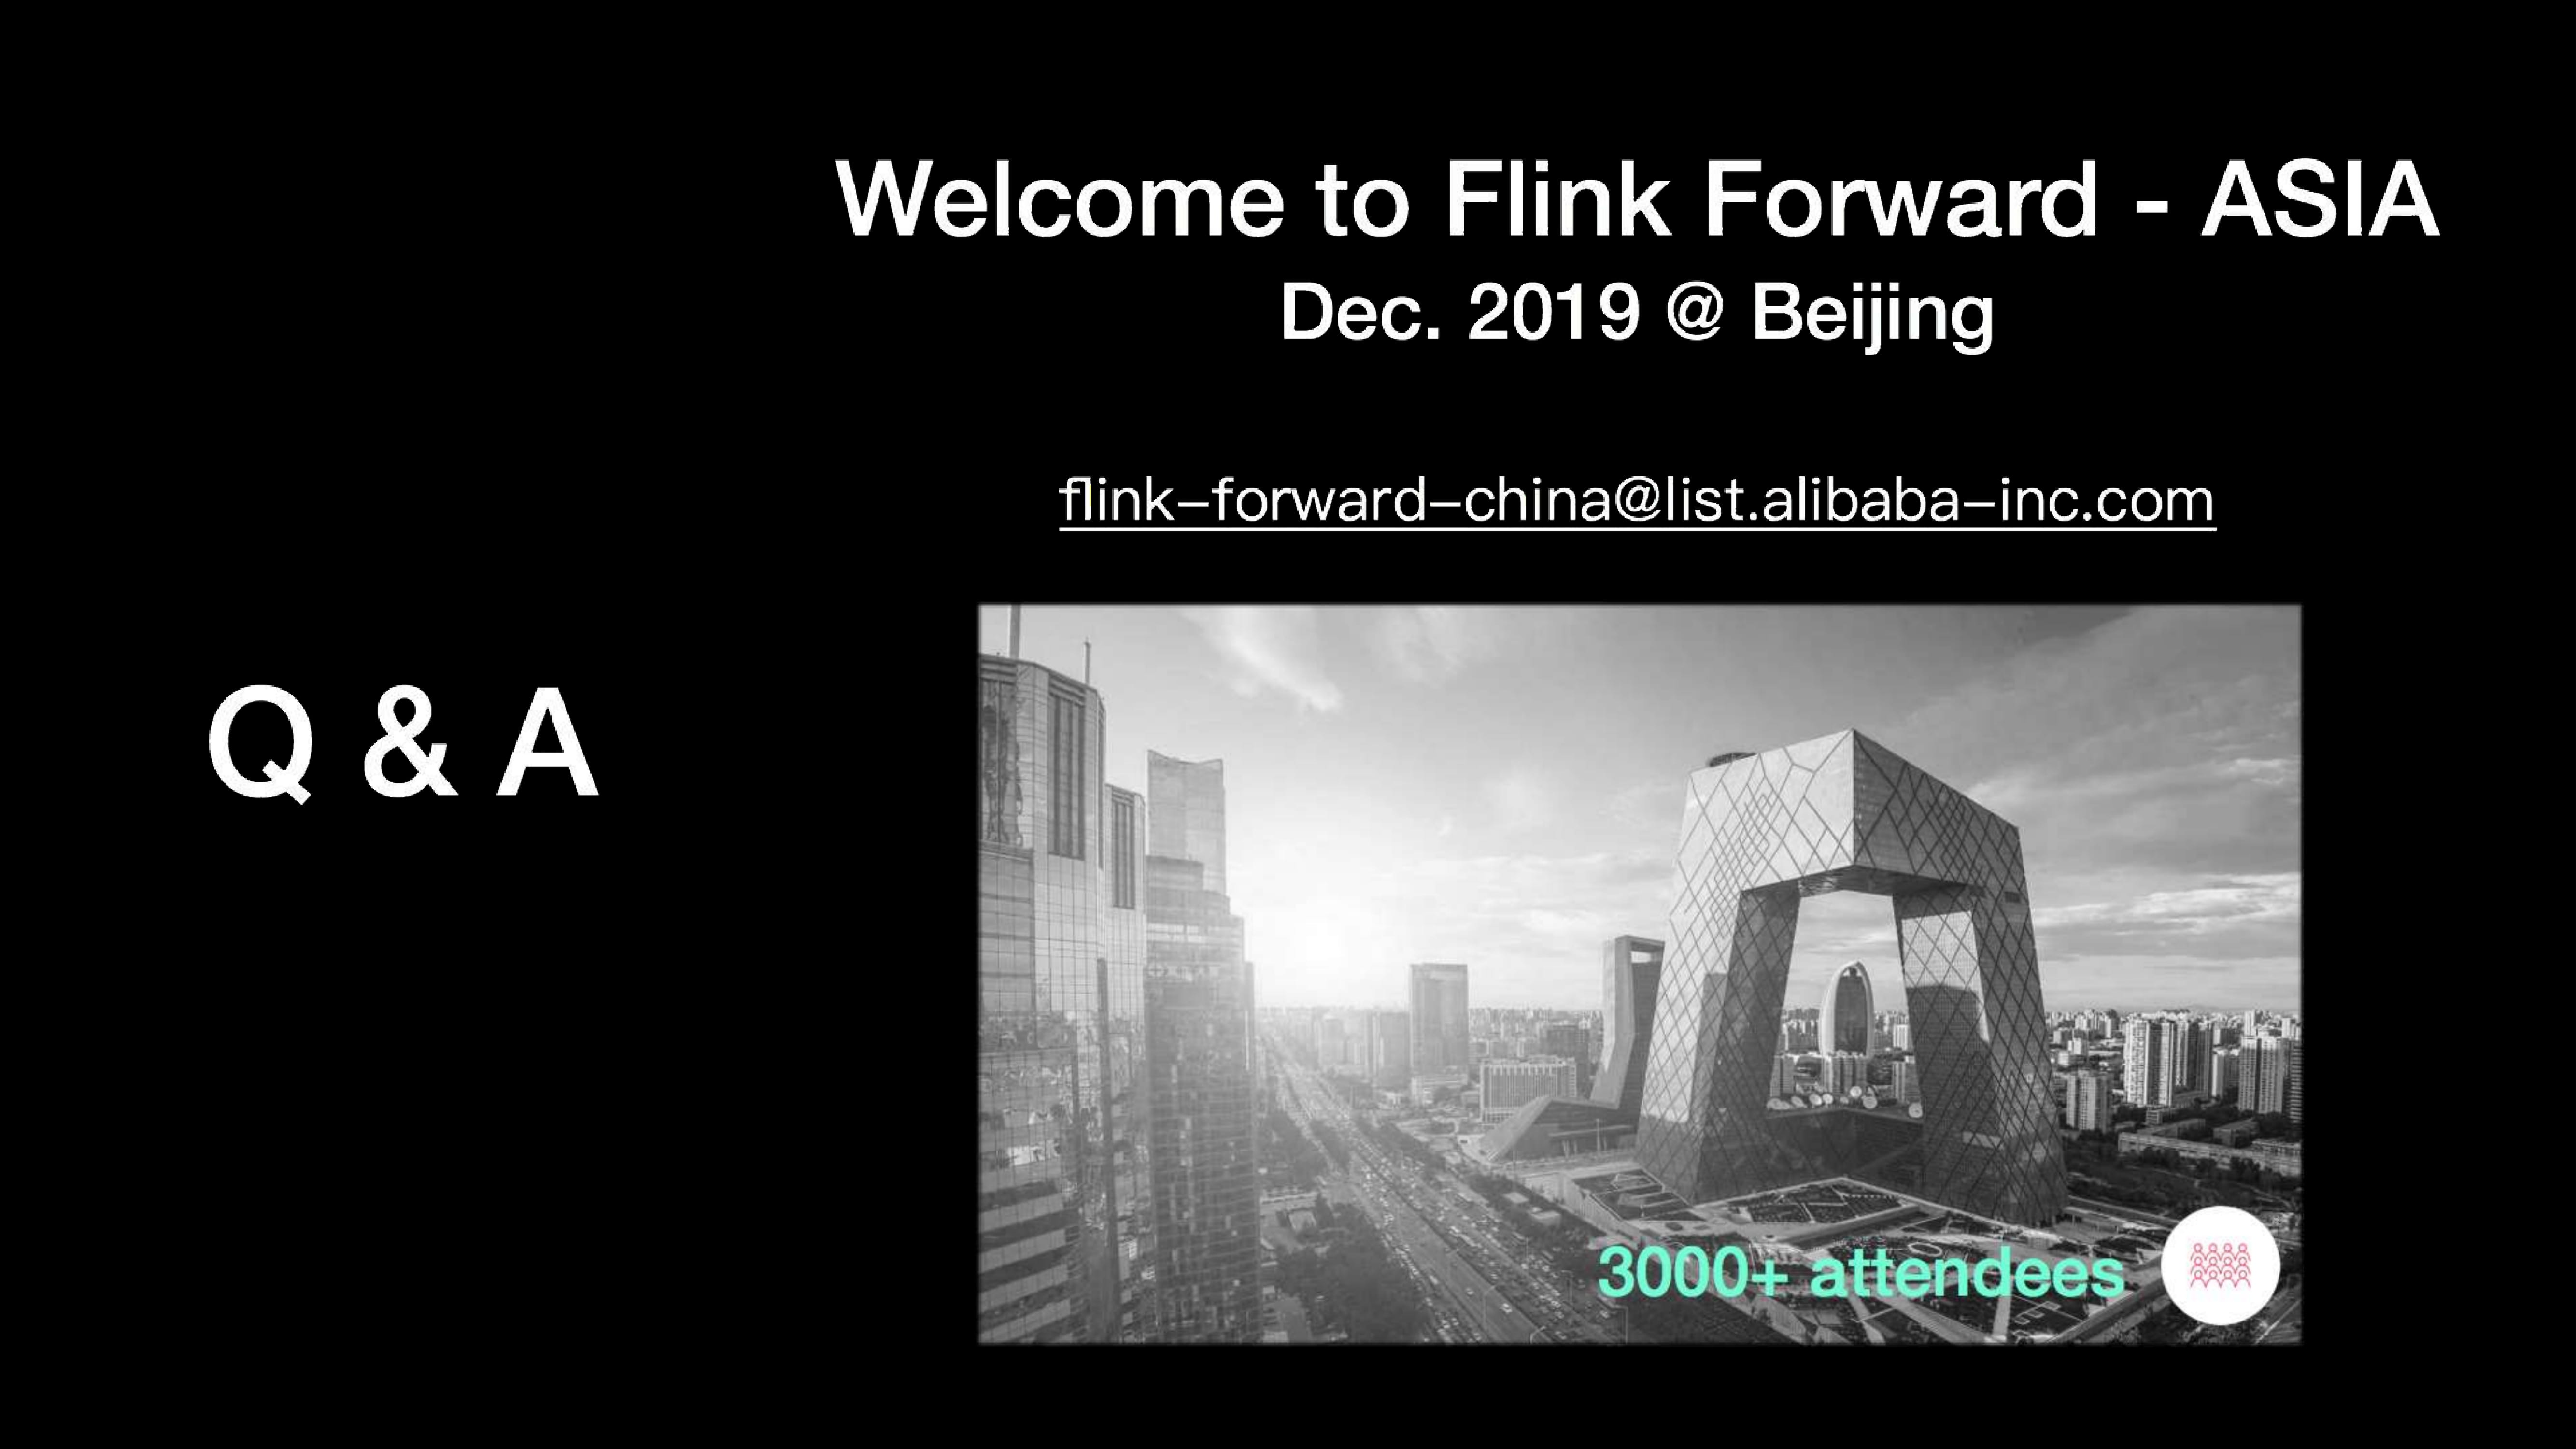 Welcome to Flink Forward - ASIA
Dec. 2019 @ Beijing
flink-forward-china@list.alibaba-inc.com
Q & A
3000+ attendees